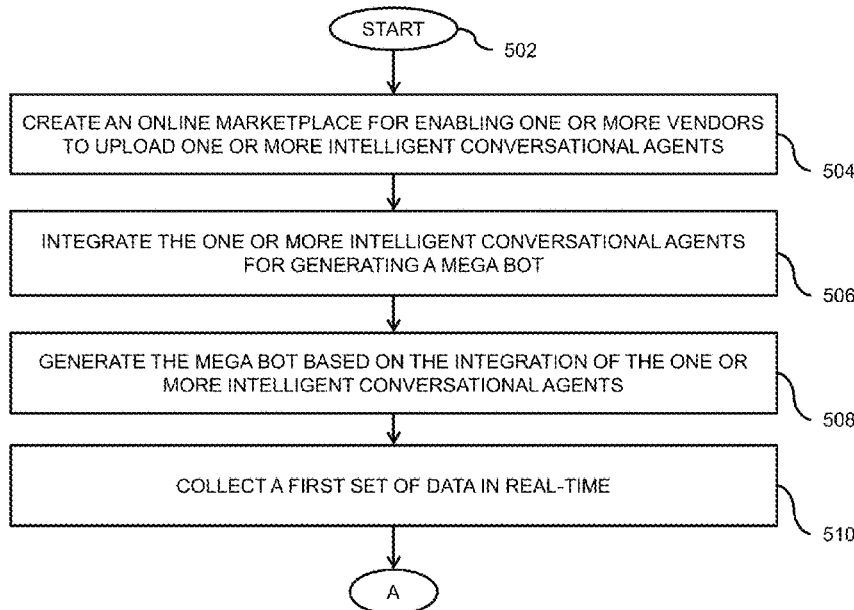 START
502
CREATE AN ONLINE MARKETPLACE FOR ENABLING ONE OR MORE VENDORS
TO UPLOAD ONE OR MORE INTELLIGENT CONVERSATIONAL AGENTS
504
INTEGRATE THE ONE OR MORE INTELLIGENT CONVERSATIONAL AGENTS
FOR GENERATING A MEGA BOT
506
GENERATE THE MEGA BOT BASED ON THE INTEGRATION OF THE ONE OR
MORE INTELLIGENT CONVERSATIONAL AGENTS
508
COLLECT A FIRST SET OF DATA IN REAL-TIME
510
A